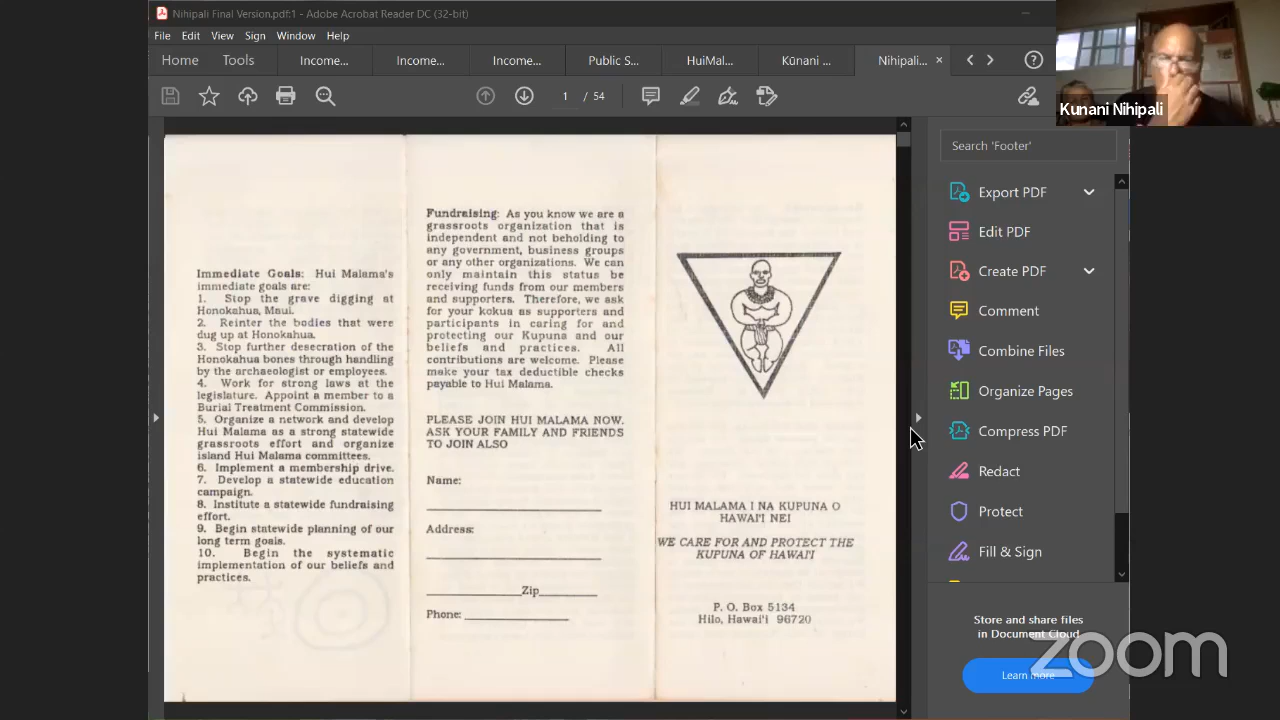 Nihipali Final Version.pdf:1 - Adobe Acrobat Reader DC (32-bit)
File Edit View Sign Window Help
Home Tools Income... Income... Income... Public S... HuiMal... Kūnani ... Nihipali... ×
1 / 54
Kunani Nihipali
Immediate Goals: Hui Malama's
immediate goals are:
1. Stop the grave digging at
Honokahua, Maui.
2. Reinter the bodies that were
dug up at Honokahua.
3. Stop further desecration of the
Honokahua bones through handling
by the archaeologist or employees.
4. Work for strong laws at the
legislature. Appoint a member to a
Burial Treatment Commission.
5. Organize a network and develop
Hui Malama as a strong statewide
grassroots effort and organize
island Hui Malama committees.
6. Implement a membership drive.
7. Develop a statewide education
campaign.
8. Institute a statewide fundraising
effort.
9. Begin statewide planning of our
long term goals.
10. Begin the systematic
implementation of our beliefs and
practices.
Fundraising: As you know we are a
grassroots organization that is
independent and not beholding to
any government, business groups
or any other organizations. We can
only maintain this status be
receiving funds from our members
and supporters. Therefore, we ask
for your kokua as supporters and
participants in caring for and
protecting our Kupuna and our
beliefs and practices. All
contributions are welcome. Please
make your tax deductible checks
payable to Hui Malama.
PLEASE JOIN HUI MALAMA NOW.
ASK YOUR FAMILY AND FRIENDS
TO JOIN ALSO
Name:
Address:
Zip
Phone:
HUI MALAMA I NA KUPUNA O
HAWAI'I NEI
WE CARE FOR AND PROTECT THE
KUPUNA OF HAWAI'I
P. O. Box 5134
Hilo, Hawai'i 96720
Search 'Footer'
Export PDF
Edit PDF
Create PDF
Comment
Combine Files
Organize Pages
Compress PDF
Redact
Protect
Fill & Sign
Store and share files
in Document Cloud
Learn more
zoom